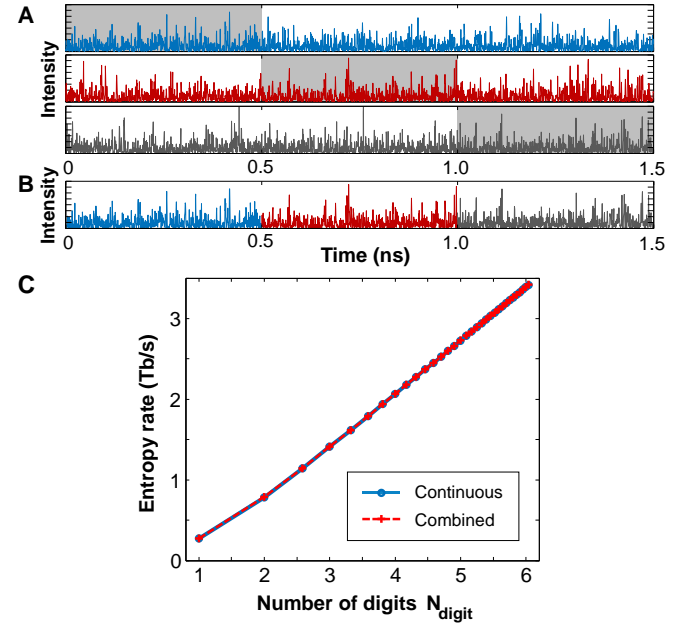 A
Intensity
0 0.5 1.0 1.5
B
Intensity
0 0.5 1.0 1.5
Time (ns)
C
Entropy rate (Tb/s)
3
2
1
0
Continuous
Combined
1 2 3 4 5 6
Number of digits N_digit